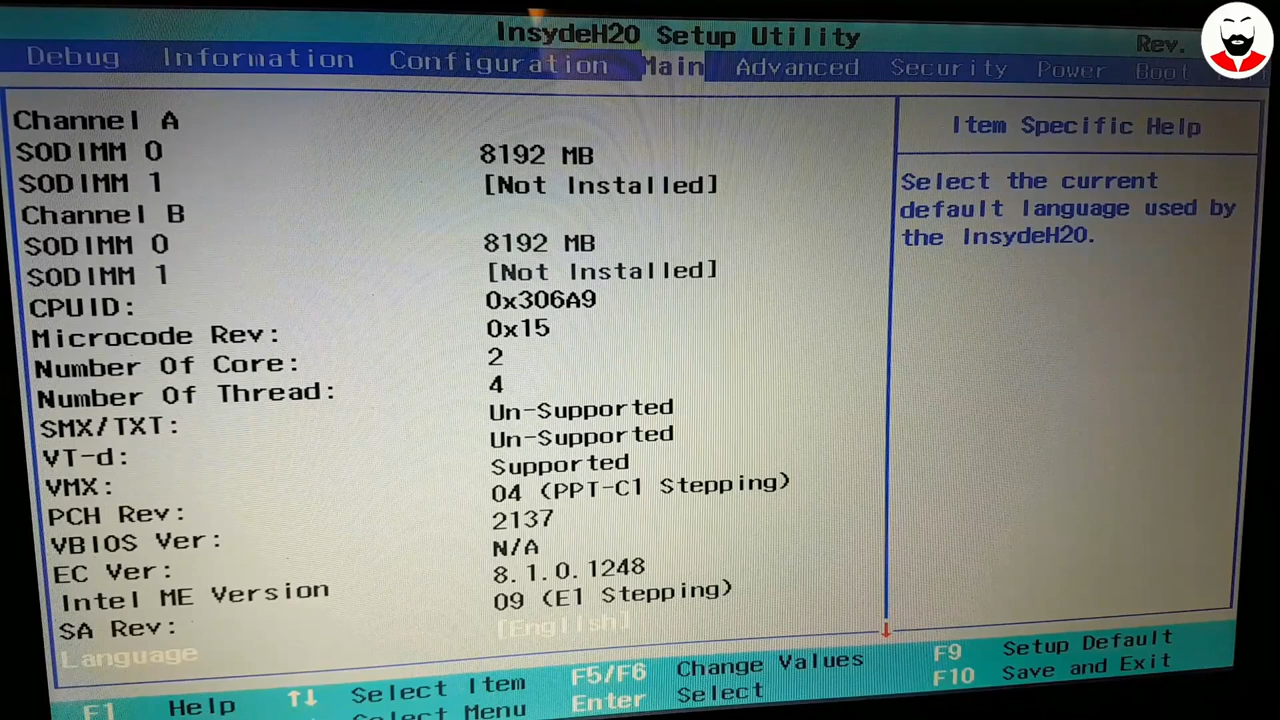 InsydeH20 Setup Utility
Rev.
Debug Information Configuration Main Advanced Security Power Boot
Channel A
SODIMM 0 8192 MB
SODIMM 1 [Not Installed]
Channel B
SODIMM 0 8192 MB
SODIMM 1 [Not Installed]
CPUID: 0x306A9
Microcode Rev: 0x15
Number Of Core: 2
Number Of Thread: 4
SMX/TXT: Un-Supported
VT-d: Un-Supported
VMX: Supported
PCH Rev: 04 (PPT-C1 Stepping)
VBIOS Ver: 2137
EC Ver: N/A
Intel ME Version 8.1.0.1248
SA Rev: 09 (E1 Stepping)
Language [English]
Item Specific Help
Select the current
default language used by
the InsydeH20.
F1 Help ↑↓ Select Item F5/F6 Change Values F9 Setup Default
Select Menu Enter Select F10 Save and Exit